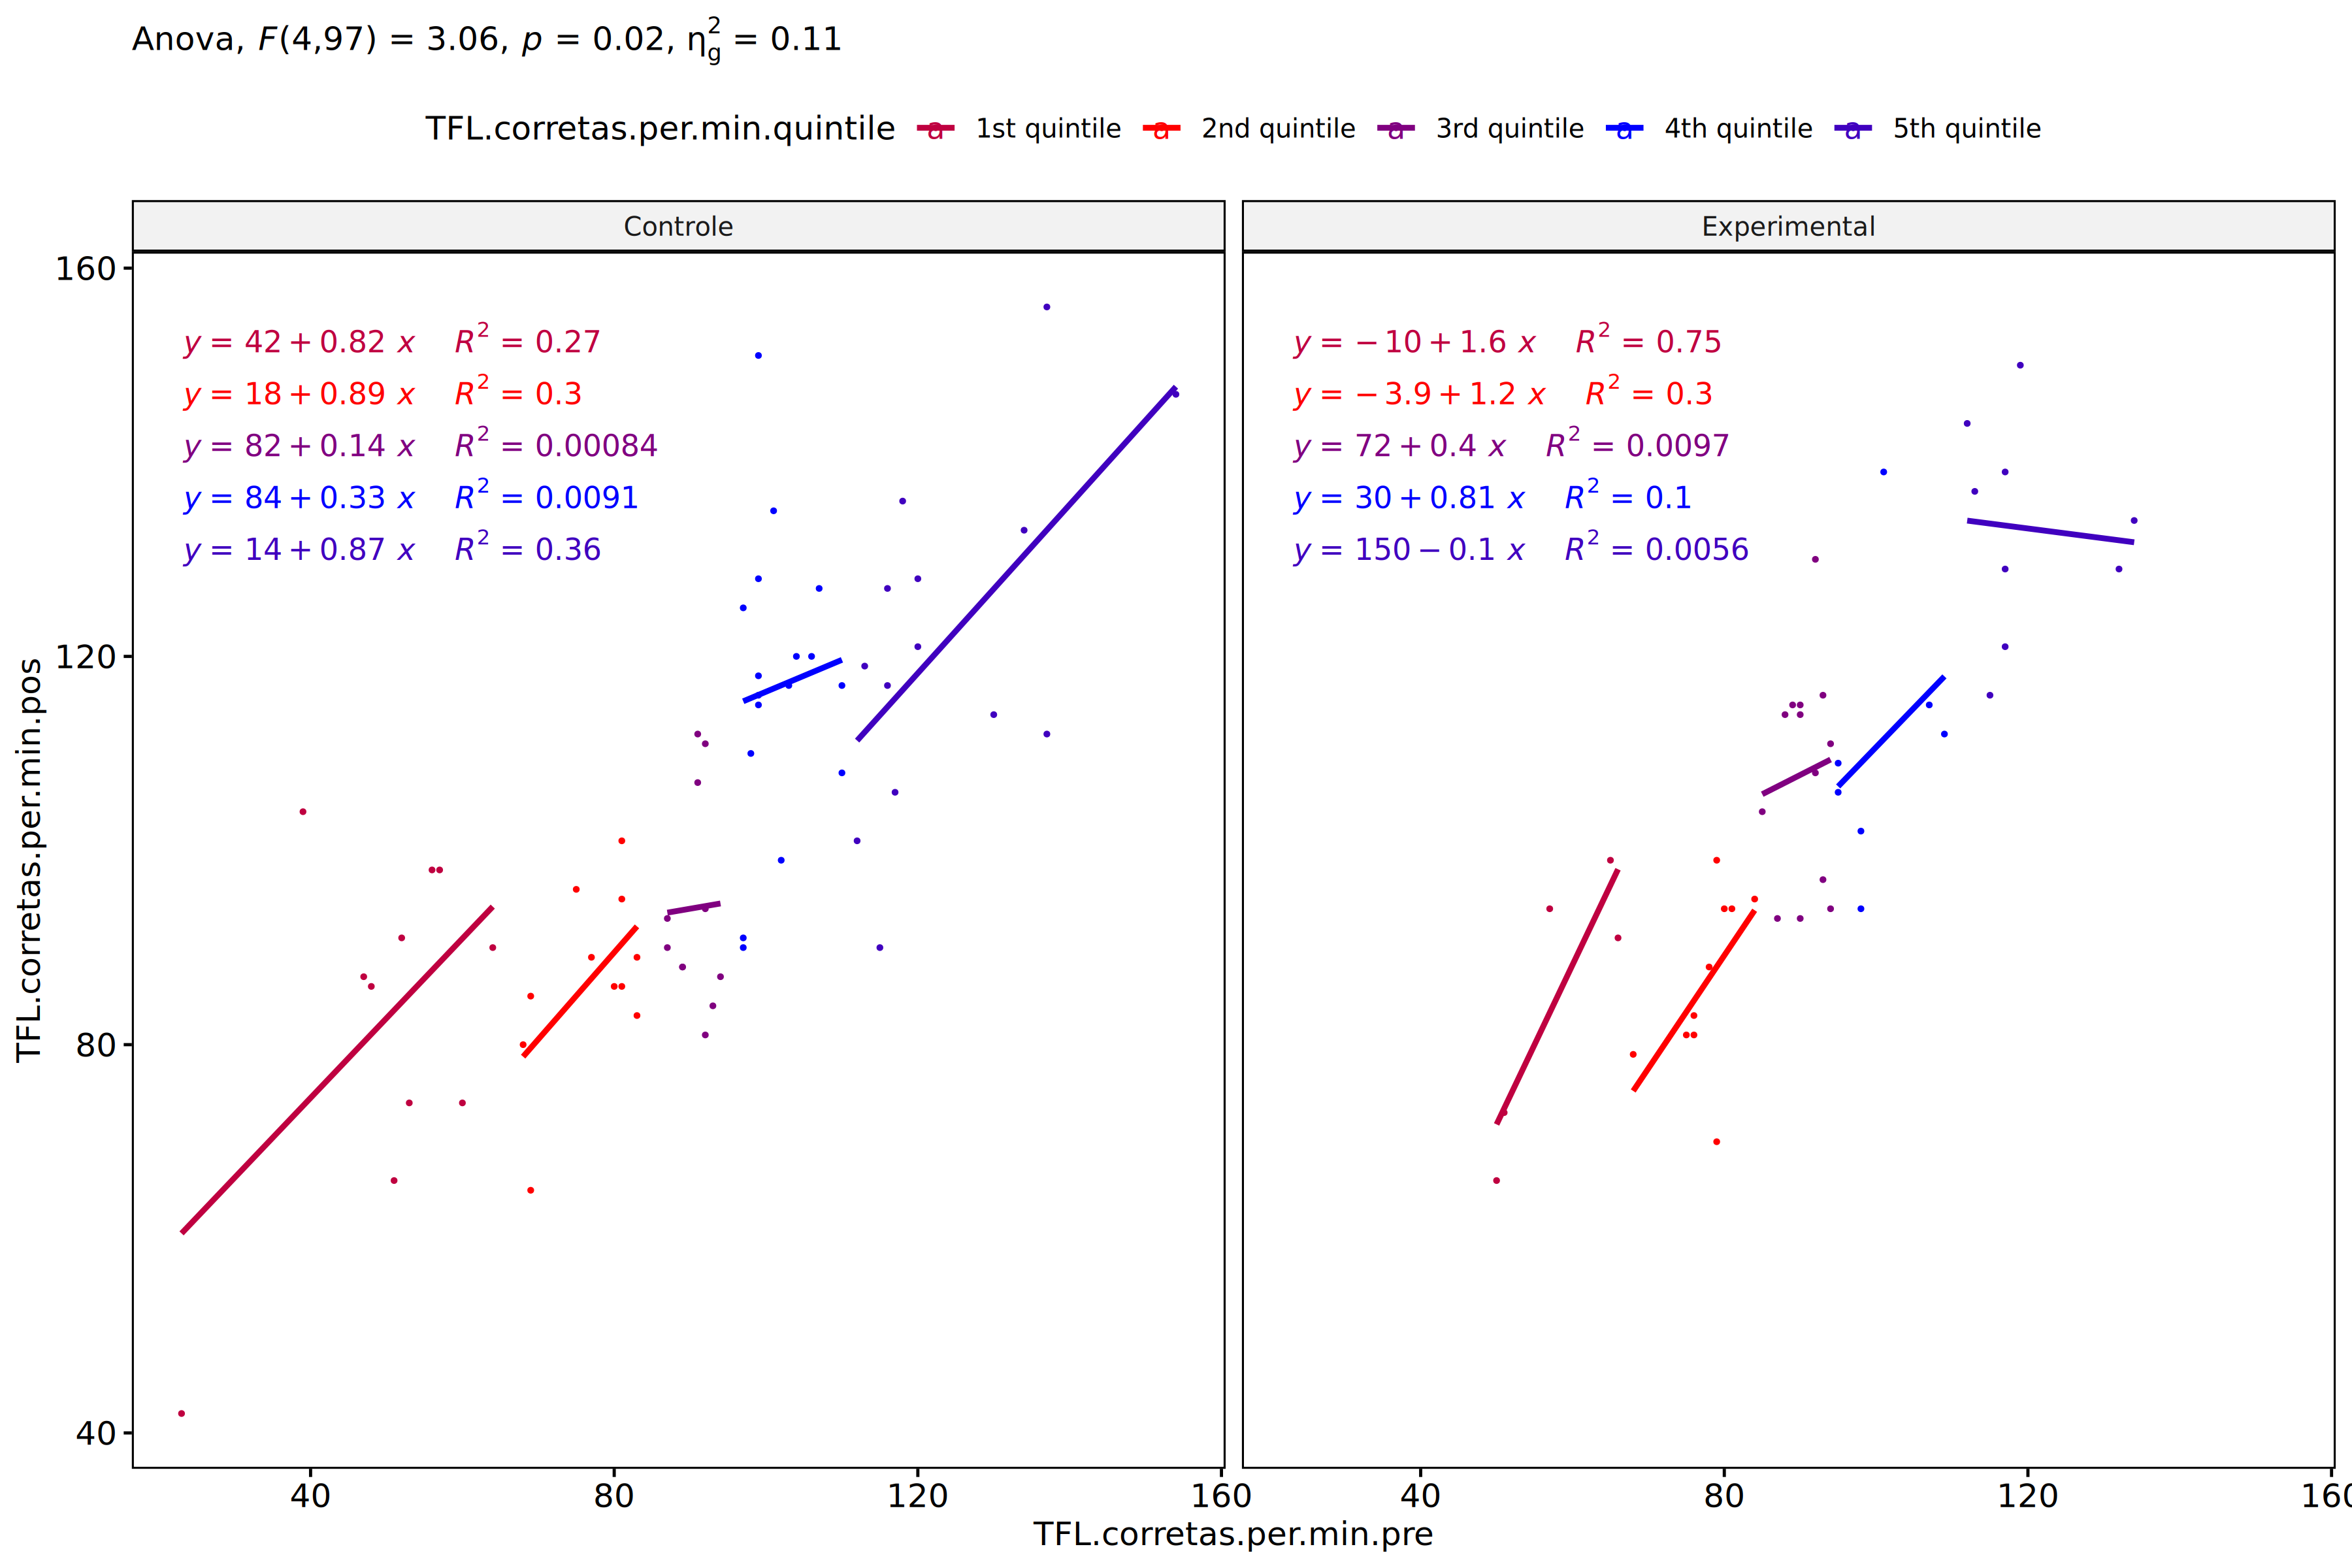 Anova, F(4,97) = 3.06, p = 0.02, η²g = 0.11
TFL.corretas.per.min.quintile a 1st quintile a 2nd quintile a 3rd quintile a 4th quintile a 5th quintile
Controle
Experimental
y = 42 + 0.82 x R² = 0.27
y = 18 + 0.89 x R² = 0.3
y = 82 + 0.14 x R² = 0.00084
y = 84 + 0.33 x R² = 0.0091
y = 14 + 0.87 x R² = 0.36
y = − 10 + 1.6 x R² = 0.75
y = − 3.9 + 1.2 x R² = 0.3
y = 72 + 0.4 x R² = 0.0097
y = 30 + 0.81 x R² = 0.1
y = 150 − 0.1 x R² = 0.0056
TFL.corretas.per.min.pos
160
120
80
40
40 80 120 160
40 80 120 160
TFL.corretas.per.min.pre